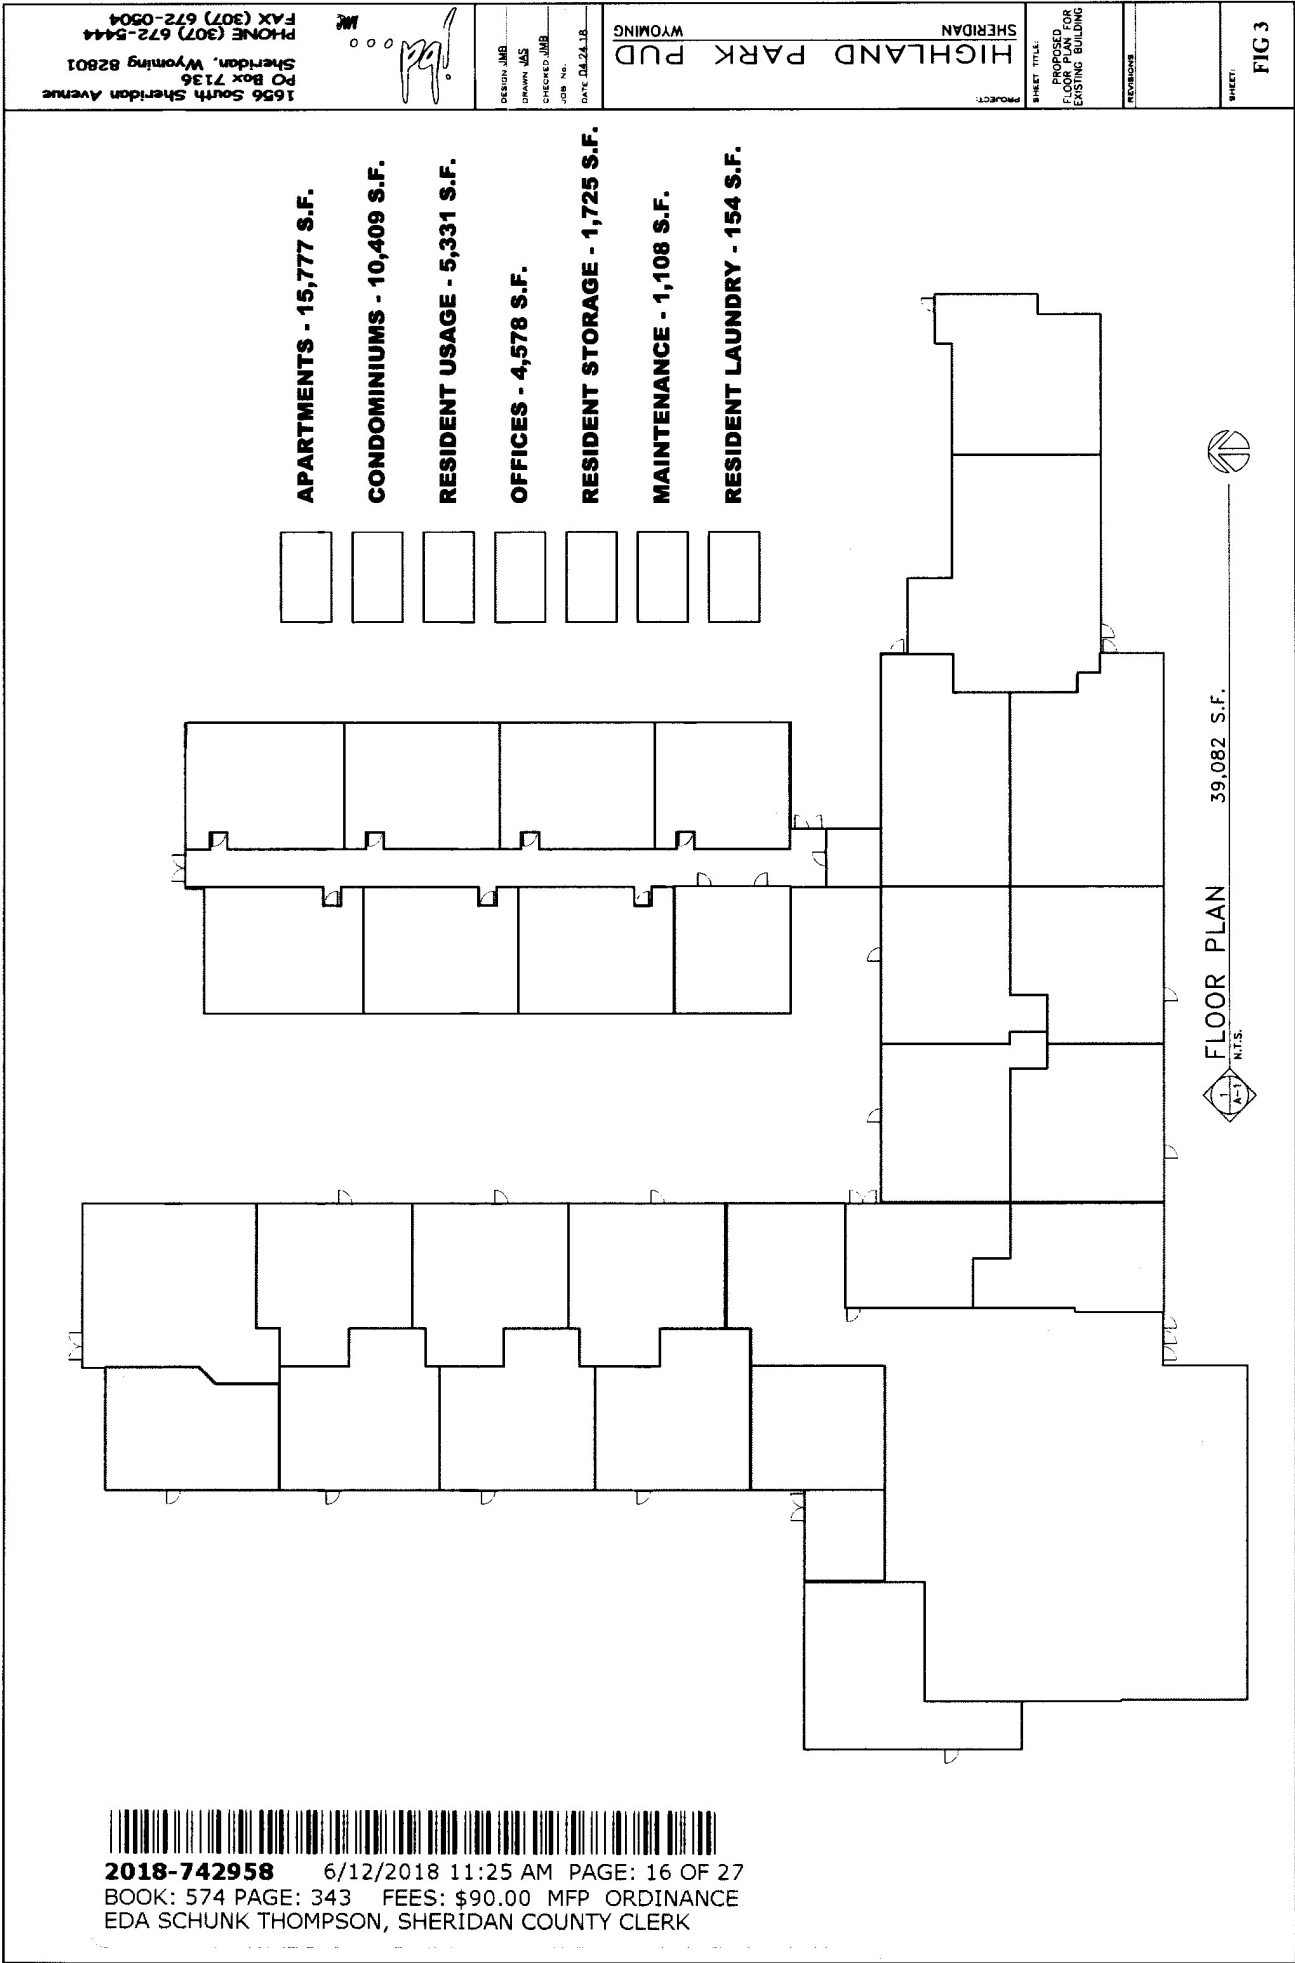 1656 South Sheridan Avenue
PO Box 7136
Sheridan, Wyoming 82801
PHONE (307) 672-5444
FAX (307) 672-0504
jbd...
DESIGN JMB
DRAWN JAS
CHECKED JMB
JOB No.
DATE 04.24.18
PROJECT:
HIGHLAND PARK PUD
SHERIDAN WYOMING
SHEET TITLE:
PROPOSED
FLOOR PLAN FOR
EXISTING BUILDING
REVISIONS
SHEET:
FIG 3
APARTMENTS - 15,777 S.F.
CONDOMINIUMS - 10,409 S.F.
RESIDENT USAGE - 5,331 S.F.
OFFICES - 4,578 S.F.
RESIDENT STORAGE - 1,725 S.F.
MAINTENANCE - 1,108 S.F.
RESIDENT LAUNDRY - 154 S.F.
1
A-1
FLOOR PLAN 39,082 S.F.
N.T.S.
2018-742958 6/12/2018 11:25 AM PAGE: 16 OF 27
BOOK: 574 PAGE: 343 FEES: $90.00 MFP ORDINANCE
EDA SCHUNK THOMPSON, SHERIDAN COUNTY CLERK